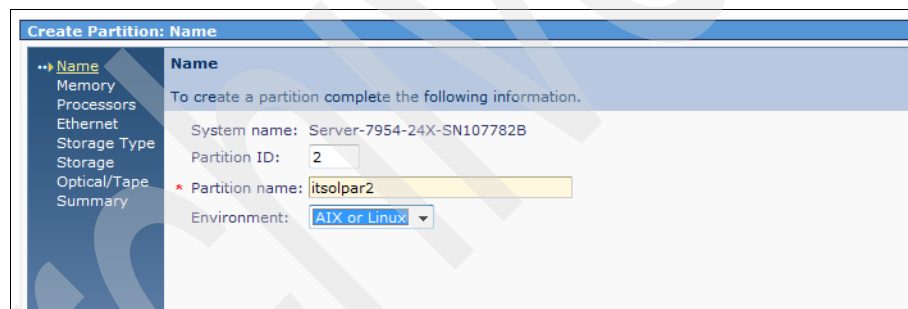 Create Partition: Name
Name
Memory
Processors
Ethernet
Storage Type
Storage
Optical/Tape
Summary
Name
To create a partition complete the following information.
System name: Server-7954-24X-SN107782B
Partition ID: 2
* Partition name: itsolpar2
Environment: AIX or Linux